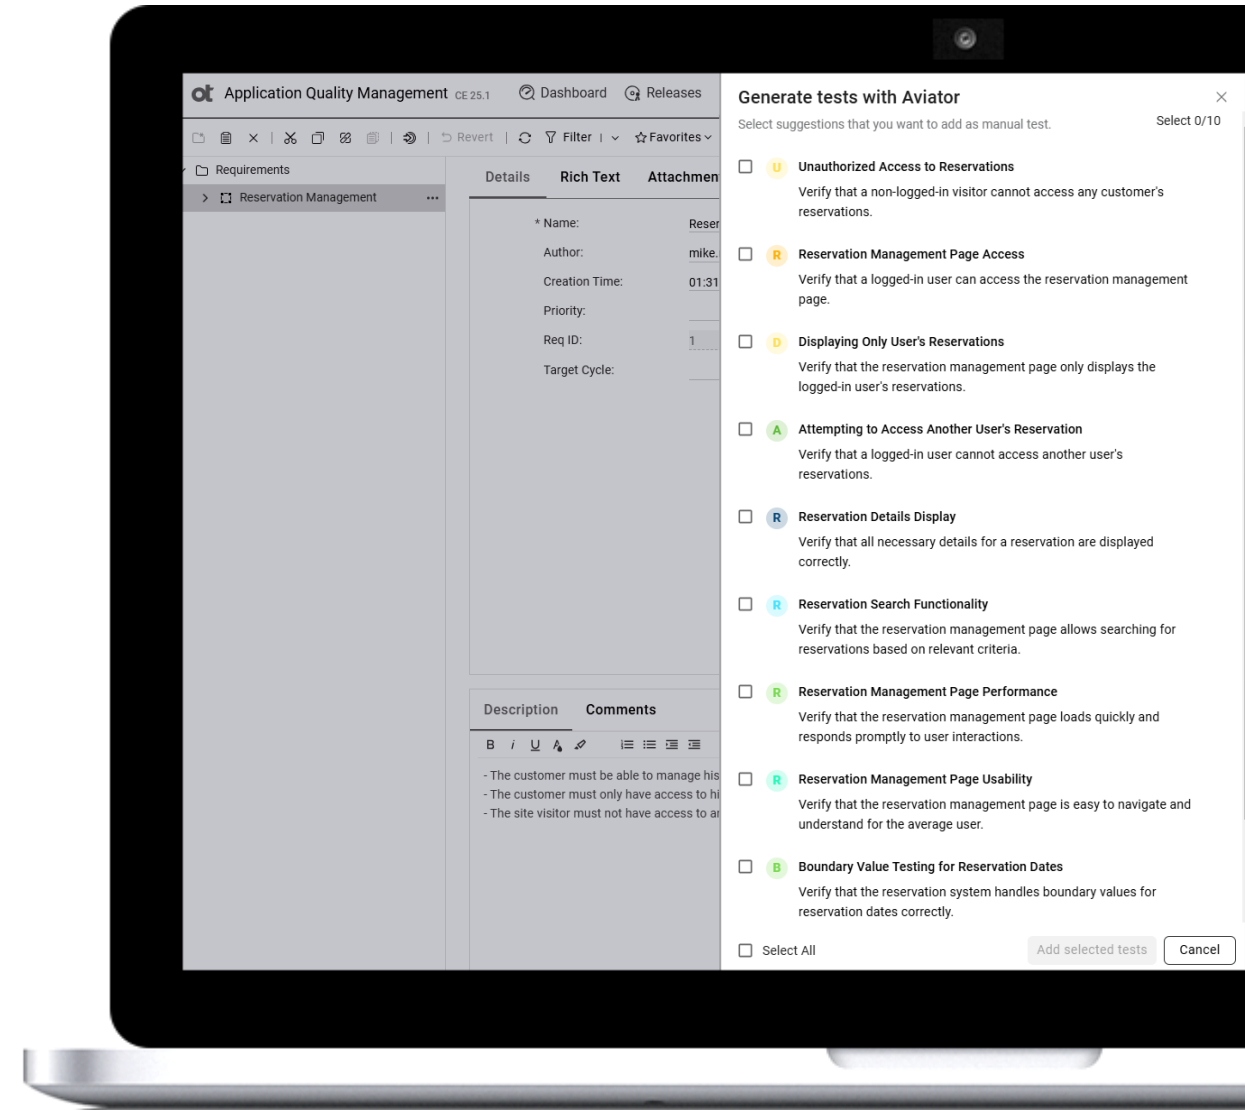 ot Application Quality Management CE 25.1 Dashboard Releases
Revert Filter Favorites
Requirements
Reservation Management
Details Rich Text Attachmen
* Name: Reser
Author: mike.
Creation Time: 01:31
Priority:
Req ID: 1
Target Cycle:
Description Comments
B i U A
- The customer must be able to manage his
- The customer must only have access to hi
- The site visitor must not have access to a
Generate tests with Aviator
Select suggestions that you want to add as manual test.
Select 0/10
U Unauthorized Access to Reservations
Verify that a non-logged-in visitor cannot access any customer's
reservations.
R Reservation Management Page Access
Verify that a logged-in user can access the reservation management
page.
D Displaying Only User's Reservations
Verify that the reservation management page only displays the
logged-in user's reservations.
A Attempting to Access Another User's Reservation
Verify that a logged-in user cannot access another user's
reservations.
R Reservation Details Display
Verify that all necessary details for a reservation are displayed
correctly.
R Reservation Search Functionality
Verify that the reservation management page allows searching for
reservations based on relevant criteria.
R Reservation Management Page Performance
Verify that the reservation management page loads quickly and
responds promptly to user interactions.
R Reservation Management Page Usability
Verify that the reservation management page is easy to navigate and
understand for the average user.
B Boundary Value Testing for Reservation Dates
Verify that the reservation system handles boundary values for
reservation dates correctly.
Select All
Add selected tests
Cancel